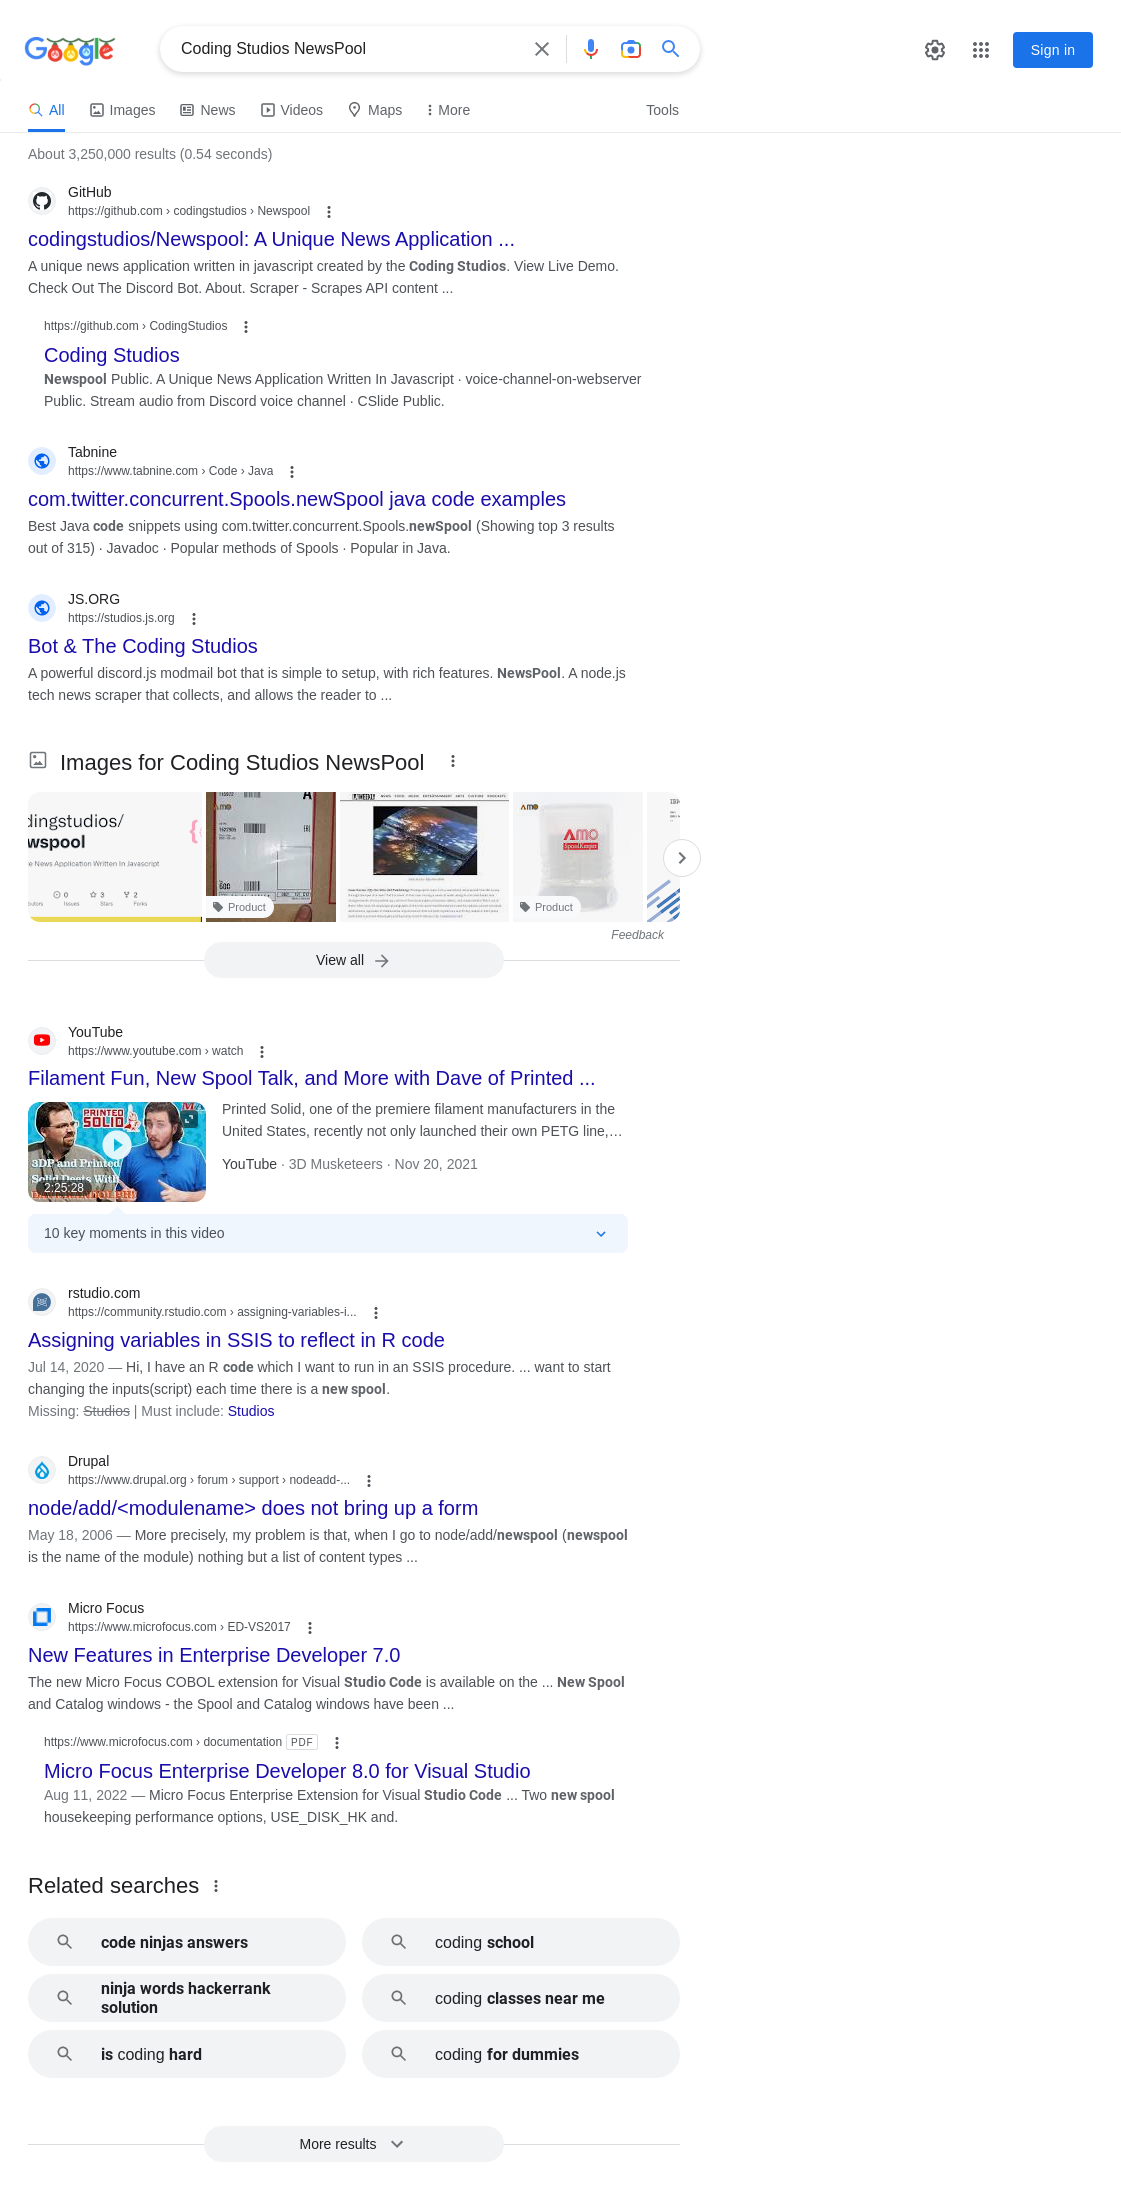 Google
Coding Studios NewsPool
Sign in
All
Images
News
Videos
Maps
More
Tools
About 3,250,000 results (0.54 seconds)
GitHub
https://github.com › codingstudios › Newspool
codingstudios/Newspool: A Unique News Application ...
A unique news application written in javascript created by the Coding Studios. View Live Demo.
Check Out The Discord Bot. About. Scraper - Scrapes API content ...
https://github.com › CodingStudios
Coding Studios
Newspool Public. A Unique News Application Written In Javascript · voice-channel-on-webserver
Public. Stream audio from Discord voice channel · CSlide Public.
Tabnine
https://www.tabnine.com › Code › Java
com.twitter.concurrent.Spools.newSpool java code examples
Best Java code snippets using com.twitter.concurrent.Spools.newSpool (Showing top 3 results
out of 315) · Javadoc · Popular methods of Spools · Popular in Java.
JS.ORG
https://studios.js.org
Bot & The Coding Studios
A powerful discord.js modmail bot that is simple to setup, with rich features. NewsPool. A node.js
tech news scraper that collects, and allows the reader to ...
Images for Coding Studios NewsPool
dingstudios/
wspool
e News Application Written In Javascript
0
3
2
Issues
Stars
Forks
AMO
Product
AMO
AMO
SpoolKeeper
Product
Feedback
View all
YouTube
https://www.youtube.com › watch
Filament Fun, New Spool Talk, and More with Dave of Printed ...
PRINTED
SOLID
3DP and Printed
Solid Deets With
2:25:28
Printed Solid, one of the premiere filament manufacturers in the
United States, recently not only launched their own PETG line,...
YouTube · 3D Musketeers · Nov 20, 2021
10 key moments in this video
rstudio.com
https://community.rstudio.com › assigning-variables-i...
Assigning variables in SSIS to reflect in R code
Jul 14, 2020 — Hi, I have an R code which I want to run in an SSIS procedure. ... want to start
changing the inputs(script) each time there is a new spool.
Missing: Studios | Must include: Studios
Drupal
https://www.drupal.org › forum › support › nodeadd-...
node/add/<modulename> does not bring up a form
May 18, 2006 — More precisely, my problem is that, when I go to node/add/newspool (newspool
is the name of the module) nothing but a list of content types ...
Micro Focus
https://www.microfocus.com › ED-VS2017
New Features in Enterprise Developer 7.0
The new Micro Focus COBOL extension for Visual Studio Code is available on the ... New Spool
and Catalog windows - the Spool and Catalog windows have been ...
https://www.microfocus.com › documentation PDF
Micro Focus Enterprise Developer 8.0 for Visual Studio
Aug 11, 2022 — Micro Focus Enterprise Extension for Visual Studio Code ... Two new spool
housekeeping performance options, USE_DISK_HK and.
Related searches
code ninjas answers
coding school
ninja words hackerrank
solution
coding classes near me
is coding hard
coding for dummies
More results